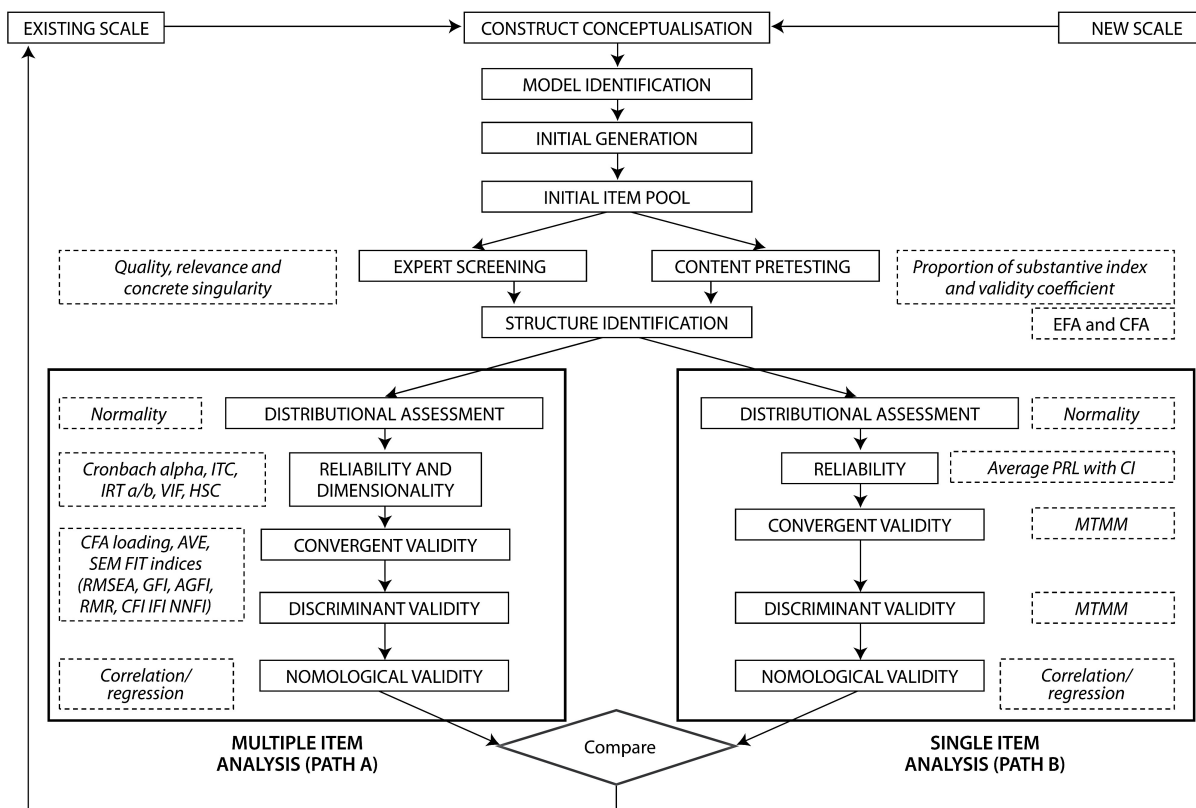 EXISTING SCALE
CONSTRUCT CONCEPTUALISATION
NEW SCALE
MODEL IDENTIFICATION
INITIAL GENERATION
INITIAL ITEM POOL
Quality, relevance and
concrete singularity
EXPERT SCREENING
CONTENT PRETESTING
Proportion of substantive index
and validity coefficient
STRUCTURE IDENTIFICATION
EFA and CFA
Normality
DISTRIBUTIONAL ASSESSMENT
Cronbach alpha, ITC,
IRT a/b, VIF, HSC
RELIABILITY AND
DIMENSIONALITY
CFA loading, AVE,
SEM FIT indices
(RMSEA, GFI, AGFI,
RMR, CFI IFI NNFI)
CONVERGENT VALIDITY
DISCRIMINANT VALIDITY
Correlation/
regression
NOMOLOGICAL VALIDITY
MULTIPLE ITEM
ANALYSIS (PATH A)
DISTRIBUTIONAL ASSESSMENT
Normality
RELIABILITY
Average PRL with CI
CONVERGENT VALIDITY
MTMM
DISCRIMINANT VALIDITY
MTMM
NOMOLOGICAL VALIDITY
Correlation/
regression
SINGLE ITEM
ANALYSIS (PATH B)
Compare